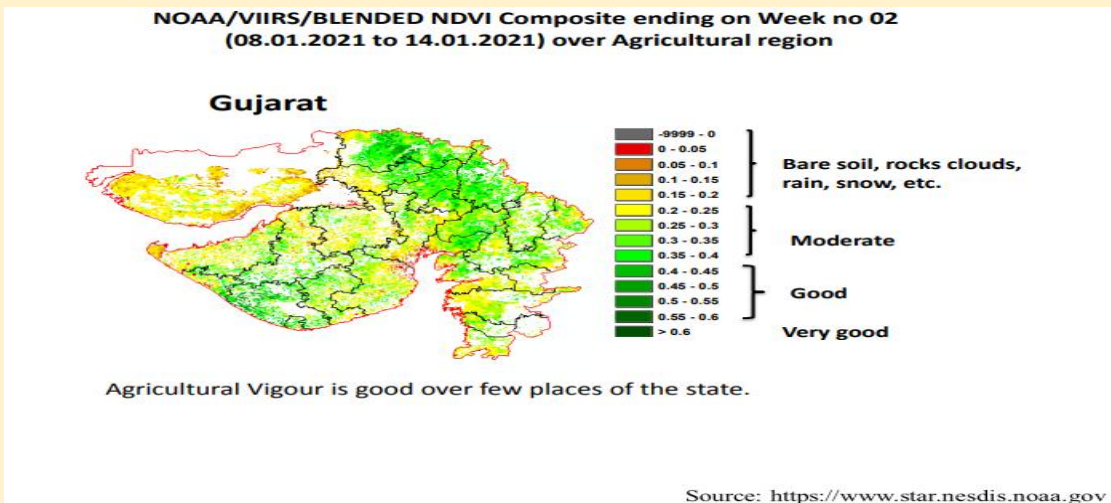 NOAA/VIIRS/BLENDED NDVI Composite ending on Week no 02
(08.01.2021 to 14.01.2021) over Agricultural region
Gujarat
-9999 - 0
0 - 0.05
0.05 - 0.1
0.1 - 0.15
0.15 - 0.2
0.2 - 0.25
0.25 - 0.3
0.3 - 0.35
0.35 - 0.4
0.4 - 0.45
0.45 - 0.5
0.5 - 0.55
0.55 - 0.6
> 0.6
Bare soil, rocks clouds,
rain, snow, etc.
Moderate
Good
Very good
Agricultural Vigour is good over few places of the state.
Source: https://www.star.nesdis.noaa.gov